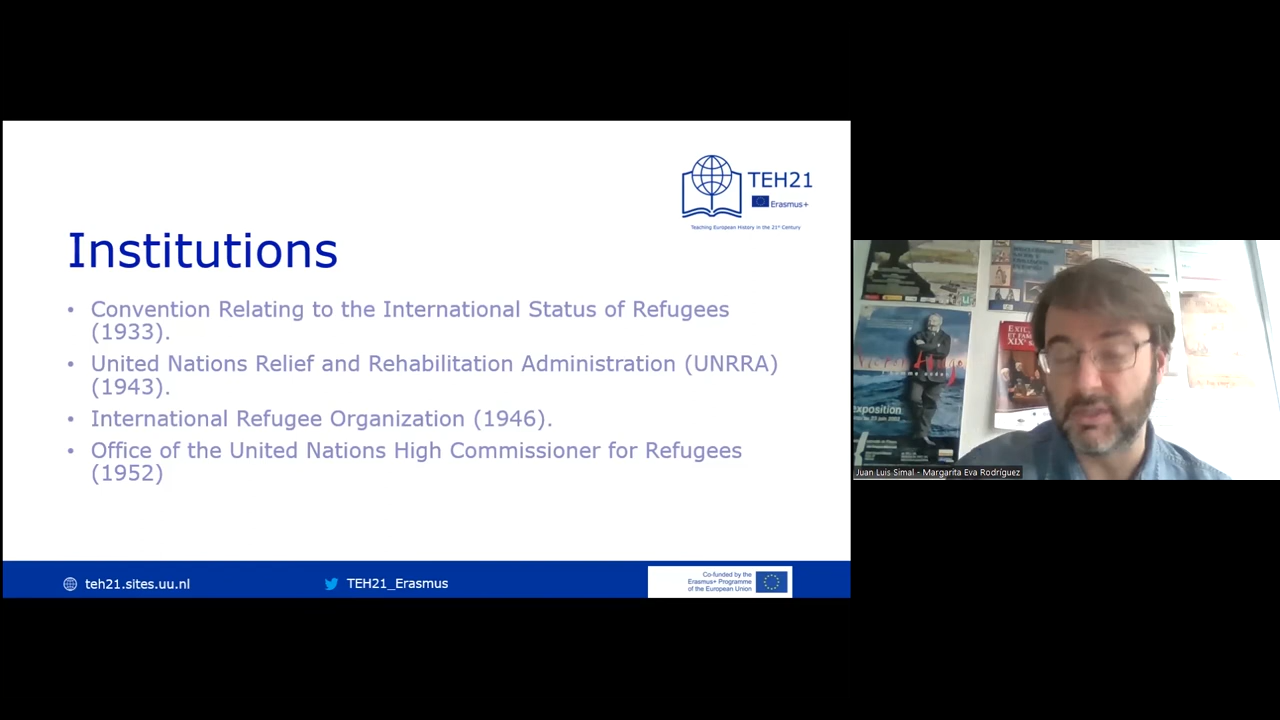 TEH21
Erasmus+
Teaching European History in the 21st Century
Institutions
• Convention Relating to the International Status of Refugees
(1933).
• United Nations Relief and Rehabilitation Administration (UNRRA)
(1943).
• International Refugee Organization (1946).
• Office of the United Nations High Commissioner for Refugees
(1952)
teh21.sites.uu.nl
TEH21_Erasmus
Co-funded by the
Erasmus+ Programme
of the European Union
Victor Hugo
exposition
Juan Luis Simal - Margarita Eva Rodríguez